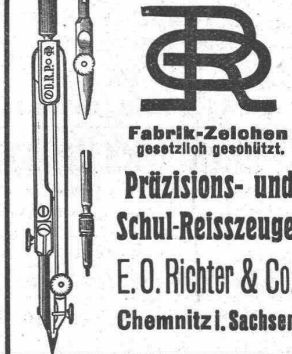 D.R.P.
Fabrik-Zeichen
gesetzlich geschützt.
Präzisions- und
Schul-Reisszeuge
E. O. Richter & Co.
Chemnitz i. Sachsen